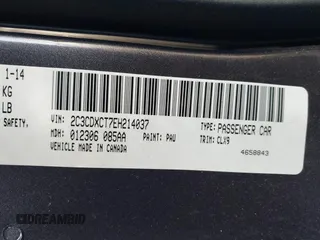 1-14
KG
LB
SAFETY.
VIN: 2C3CDXCT7EH214037
TYPE: PASSENGER CAR
MDH: 012306 085AA
PAINT: PAU
TRIM: CLX9
VEHICLE MADE IN CANADA
4658843
© DREAMBID